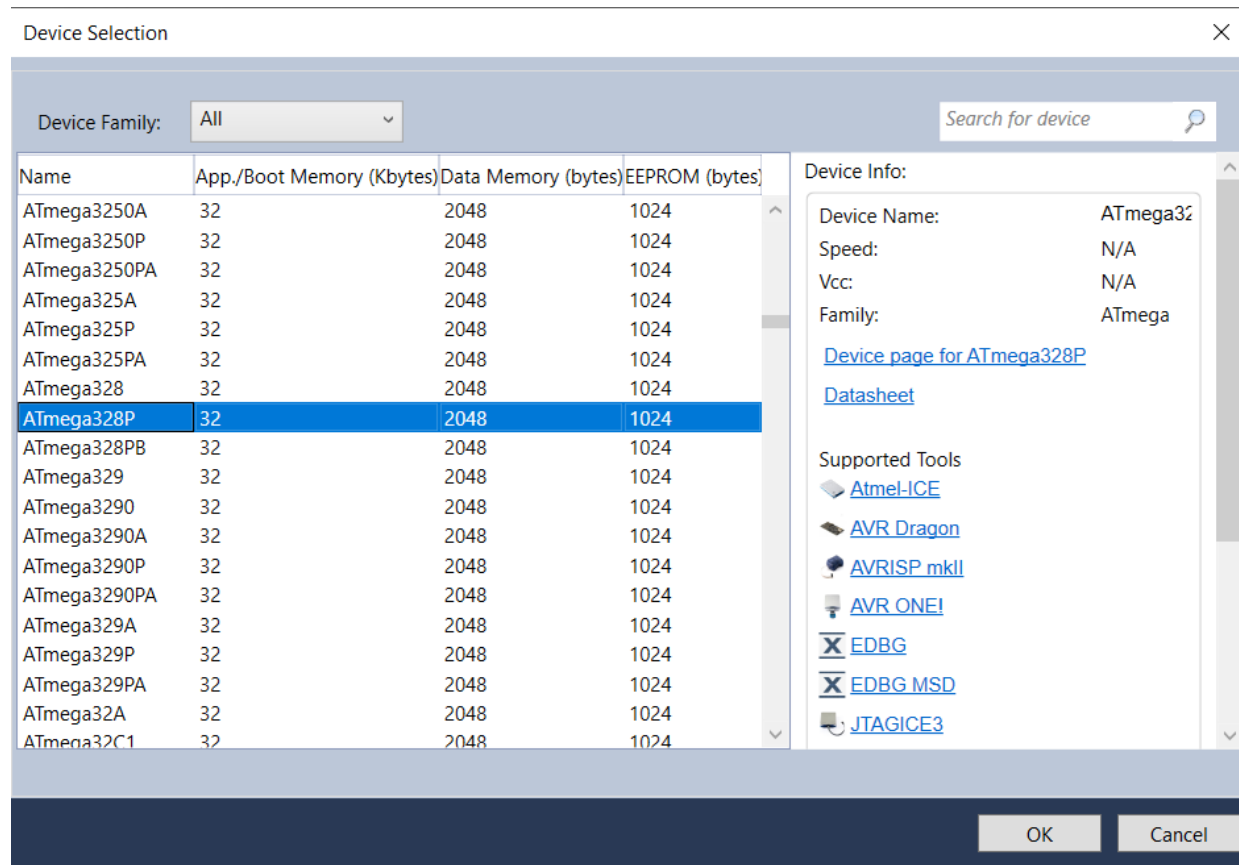 Device Selection
Device Family: All
Search for device
Name App./Boot Memory (Kbytes) Data Memory (bytes) EEPROM (bytes)
ATmega3250A 32 2048 1024
ATmega3250P 32 2048 1024
ATmega3250PA 32 2048 1024
ATmega325A 32 2048 1024
ATmega325P 32 2048 1024
ATmega325PA 32 2048 1024
ATmega328 32 2048 1024
ATmega328P 32 2048 1024
ATmega328PB 32 2048 1024
ATmega329 32 2048 1024
ATmega3290 32 2048 1024
ATmega3290A 32 2048 1024
ATmega3290P 32 2048 1024
ATmega3290PA 32 2048 1024
ATmega329A 32 2048 1024
ATmega329P 32 2048 1024
ATmega329PA 32 2048 1024
ATmega32A 32 2048 1024
ATmega32C1 32 2048 1024
Device Info:
Device Name: ATmega32
Speed: N/A
Vcc: N/A
Family: ATmega
Device page for ATmega328P
Datasheet
Supported Tools
Atmel-ICE
AVR Dragon
AVRISP mkII
AVR ONE!
EDBG
EDBG MSD
JTAGICE3
OK Cancel